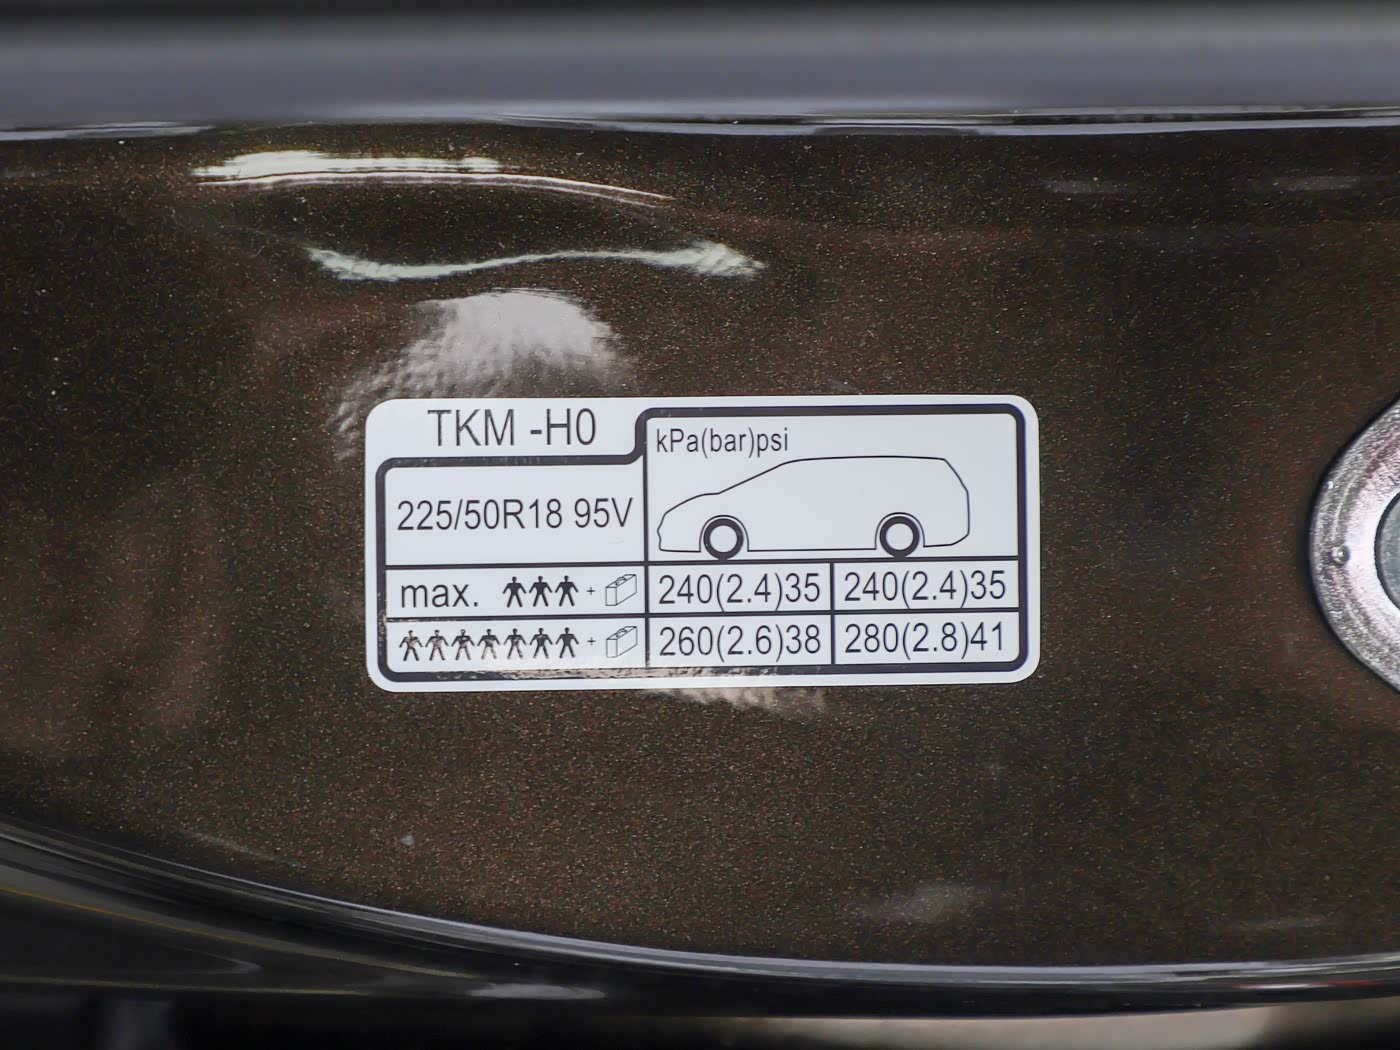 TKM -H0
kPa(bar)psi
225/50R18 95V
max. + 240(2.4)35 240(2.4)35
+ 260(2.6)38 280(2.8)41